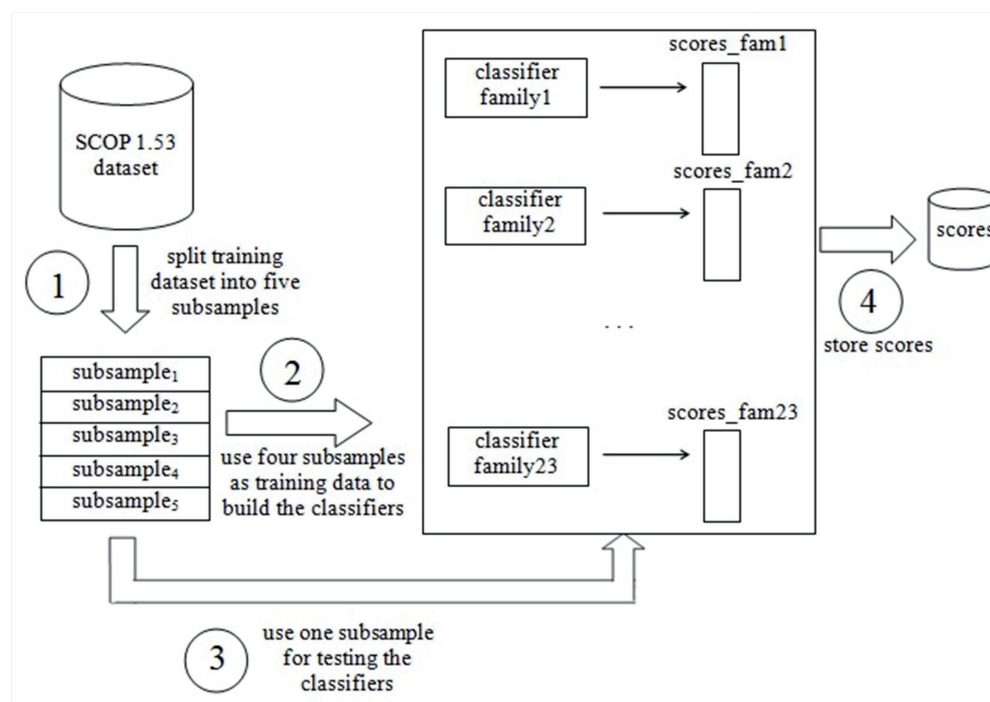 SCOP 1.53
dataset
1
split training
dataset into five
subsamples
subsample1
subsample2
subsample3
subsample4
subsample5
2
use four subsamples
as training data to
build the classifiers
3
use one subsample
for testing the
classifiers
classifier
family1
scores_fam1
classifier
family2
scores_fam2
...
classifier
family23
scores_fam23
4
store scores
scores